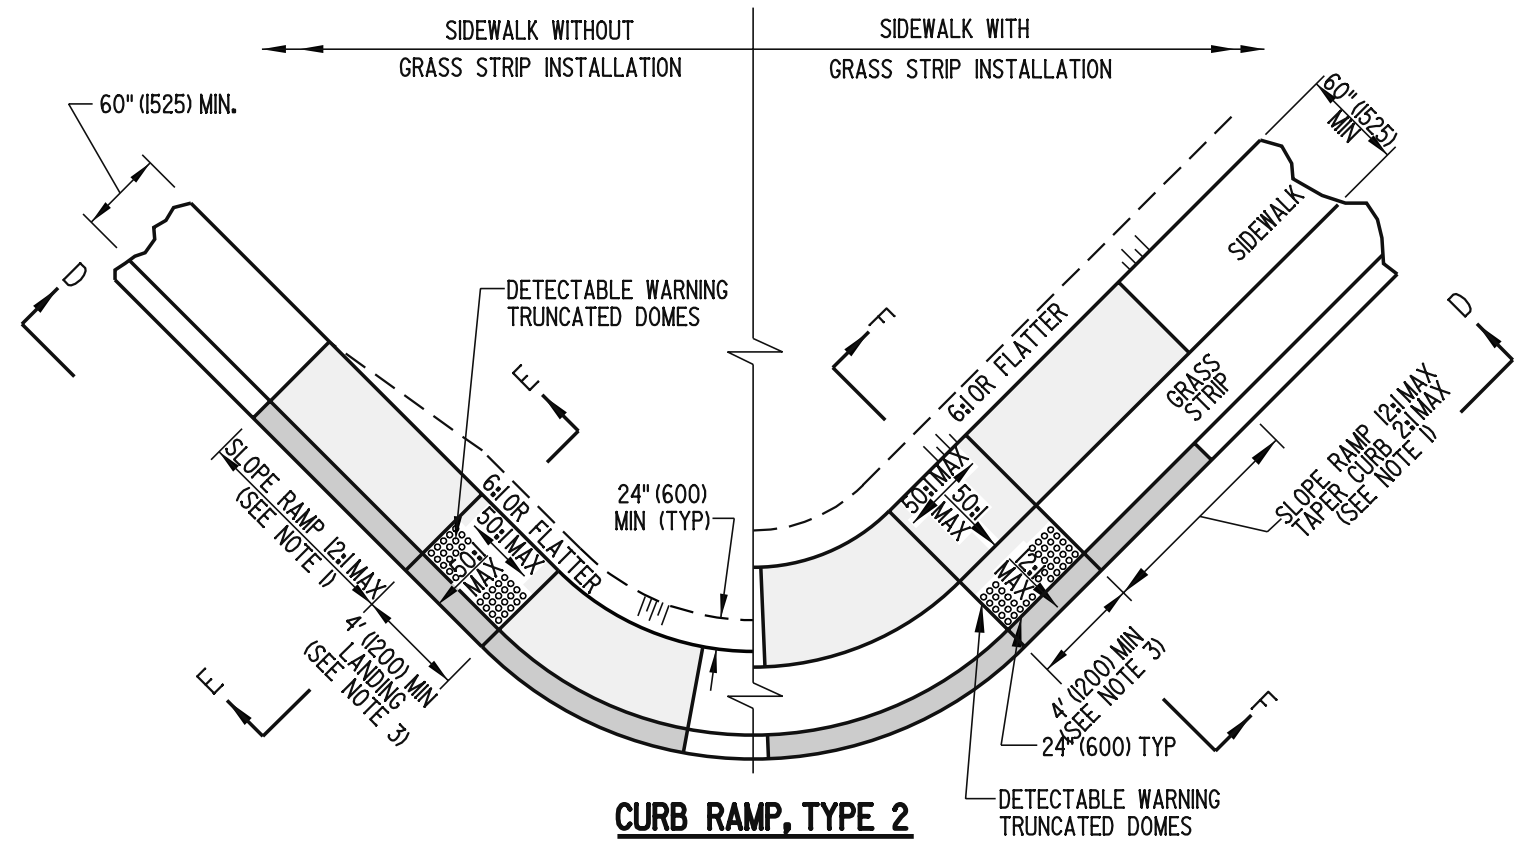 SIDEWALK WITHOUT
GRASS STRIP INSTALLATION
SIDEWALK WITH
GRASS STRIP INSTALLATION
60" (1525) MIN.
60" (1525)
MIN
SIDEWALK
D
DETECTABLE WARNING
TRUNCATED DOMES
F
D
6:1 OR FLATTER
GRASS
STRIP
E
SLOPE RAMP 12:1 MAX
TAPER CURB 2:1 MAX
(SEE NOTE 1)
SLOPE RAMP 12:1 MAX
(SEE NOTE 1)
6:1 OR FLATTER
50:1 MAX
50:1
MAX
24" (600)
MIN (TYP)
50:1 MAX
50:1
MAX
12:1
MAX
4' (1200) MIN
LANDING
(SEE NOTE 3)
4' (1200) MIN
(SEE NOTE 3)
E
F
24" (600) TYP
DETECTABLE WARNING
TRUNCATED DOMES
CURB RAMP, TYPE 2